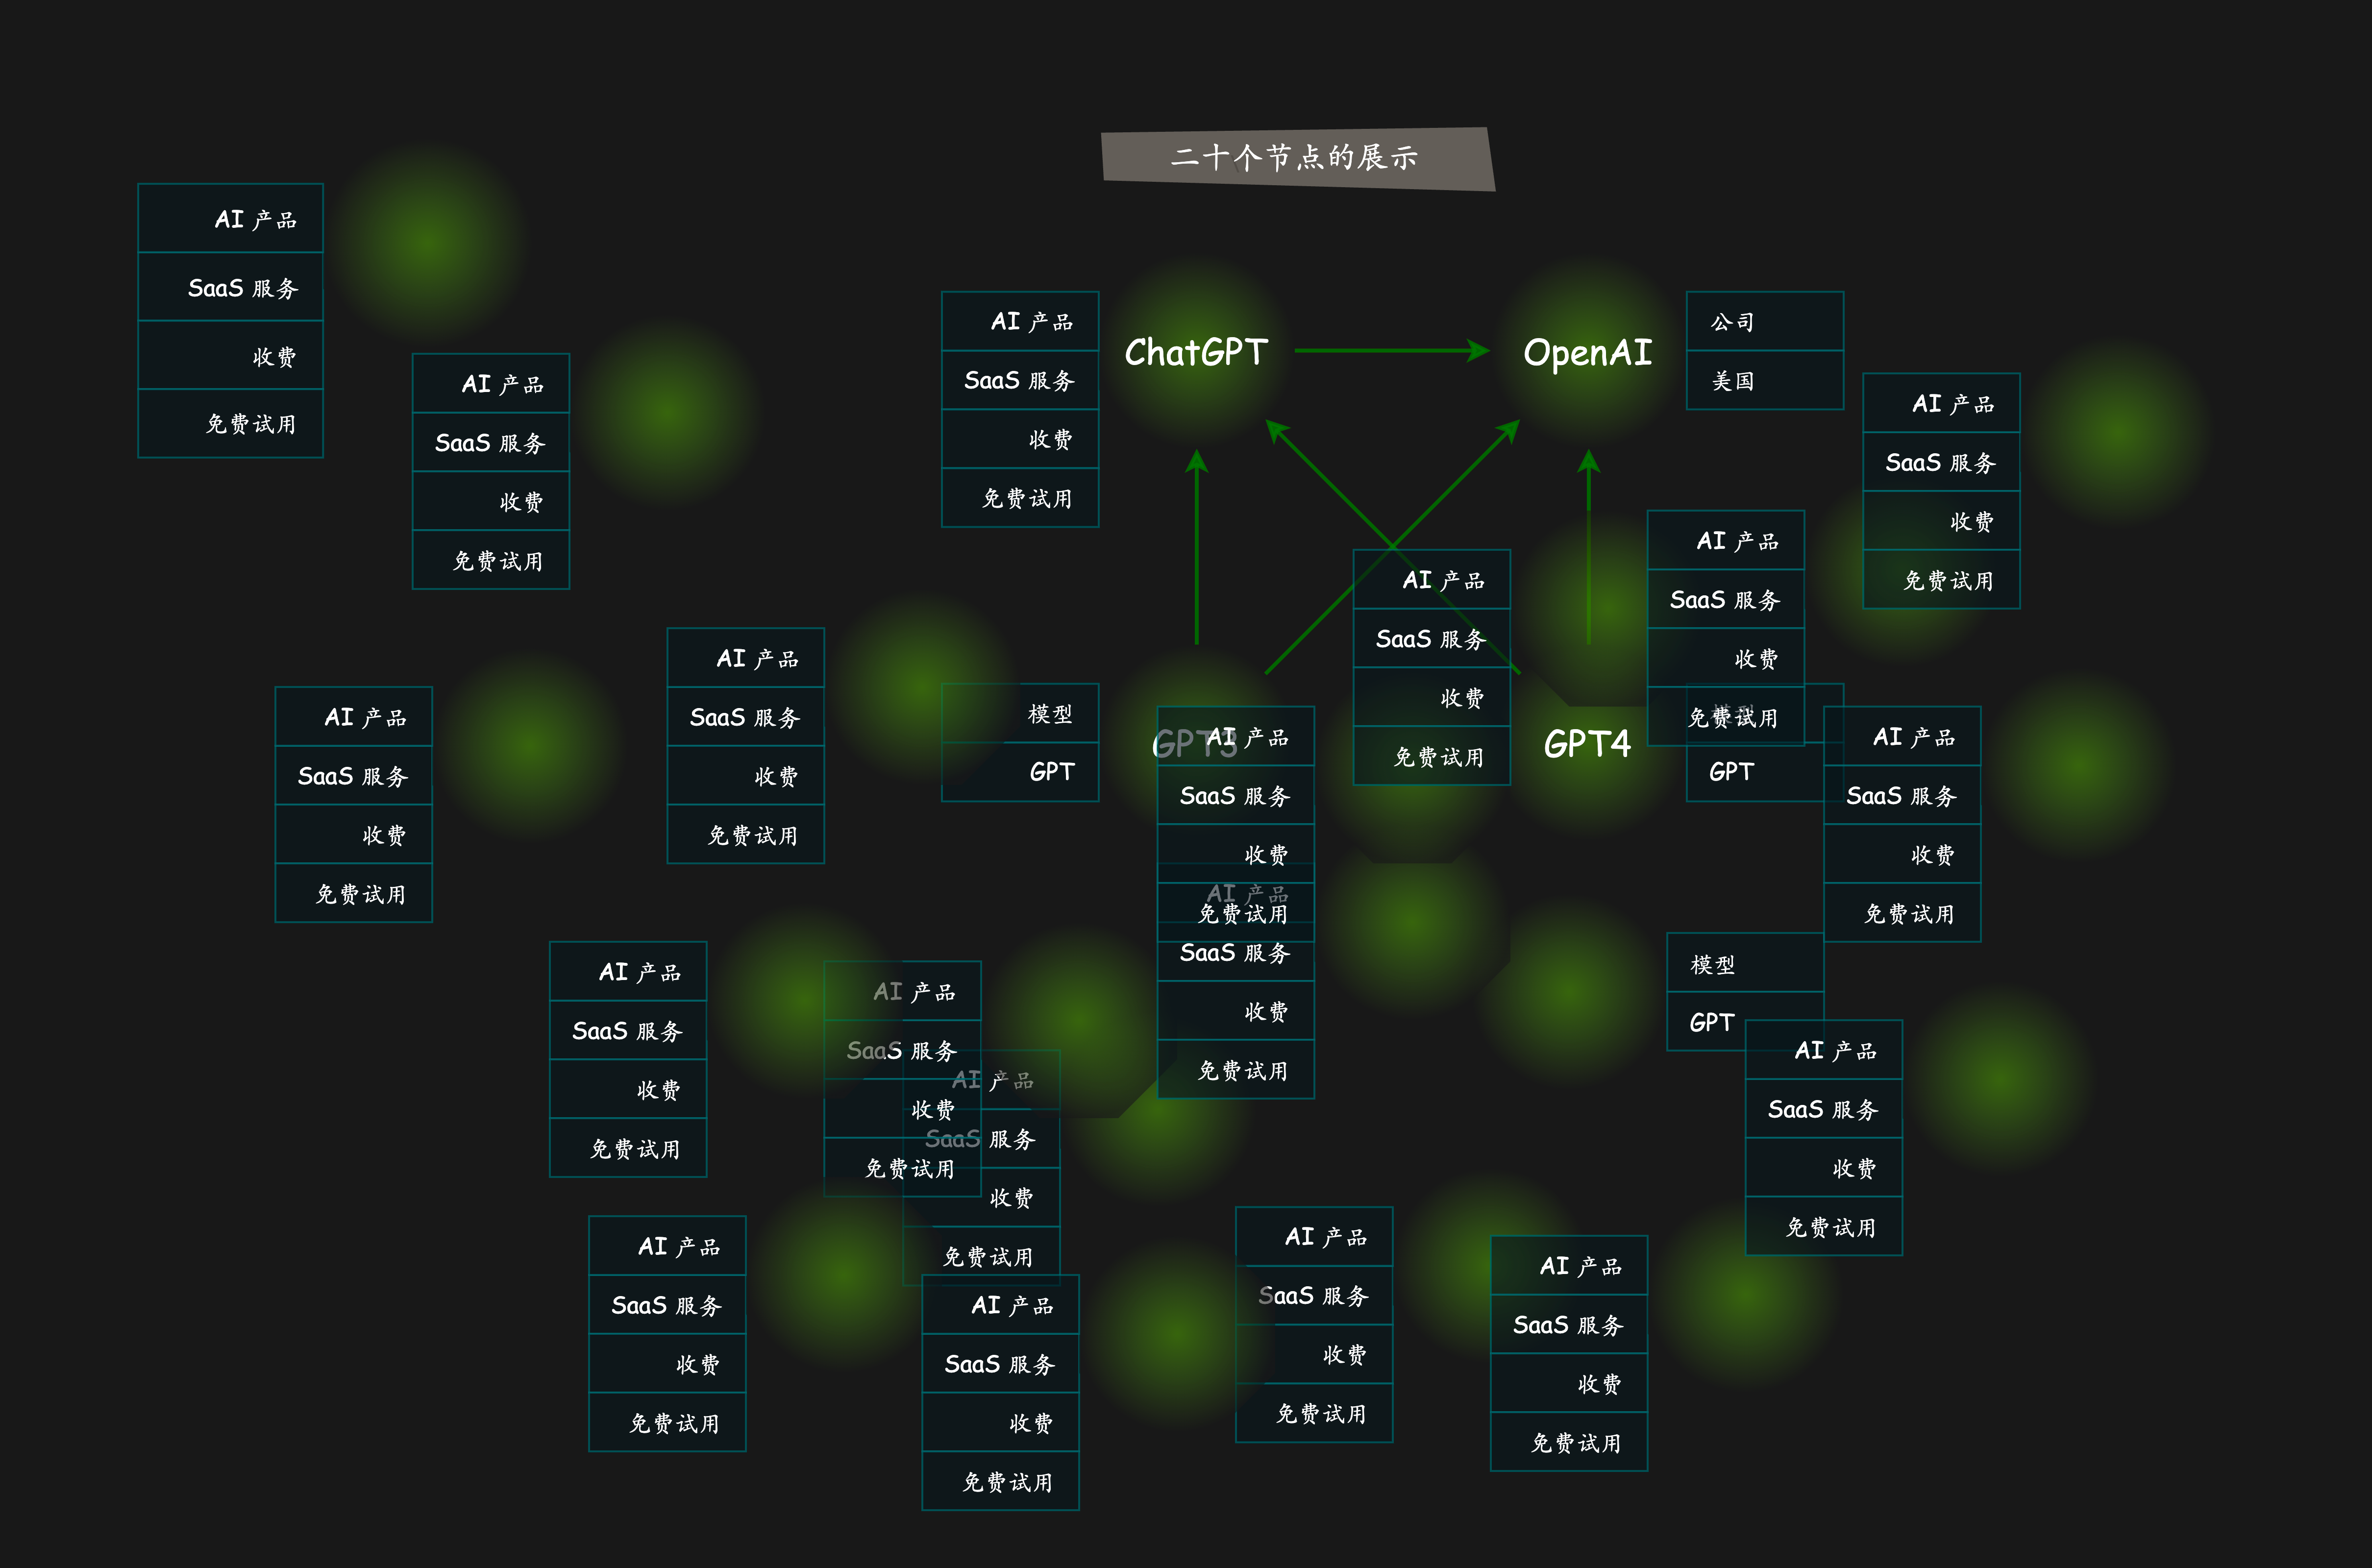 二十个节点的展示
AI 产品
SaaS 服务
收费
免费试用
AI 产品
SaaS 服务
收费
免费试用
AI 产品
SaaS 服务
收费
免费试用
ChatGPT
OpenAI
公司
美国
AI 产品
SaaS 服务
收费
免费试用
AI 产品
SaaS 服务
收费
免费试用
AI 产品
SaaS 服务
收费
免费试用
AI 产品
SaaS 服务
收费
免费试用
AI 产品
SaaS 服务
收费
免费试用
模型
GPT
GPT3
AI 产品
SaaS 服务
收费
免费试用
GPT4
模型
GPT
AI 产品
SaaS 服务
收费
免费试用
AI 产品
SaaS 服务
收费
免费试用
AI 产品
SaaS 服务
收费
免费试用
AI 产品
SaaS 服务
收费
免费试用
AI 产品
SaaS 服务
收费
免费试用
模型
GPT
AI 产品
SaaS 服务
收费
免费试用
AI 产品
SaaS 服务
收费
免费试用
AI 产品
SaaS 服务
收费
免费试用
AI 产品
SaaS 服务
收费
免费试用
AI 产品
SaaS 服务
收费
免费试用